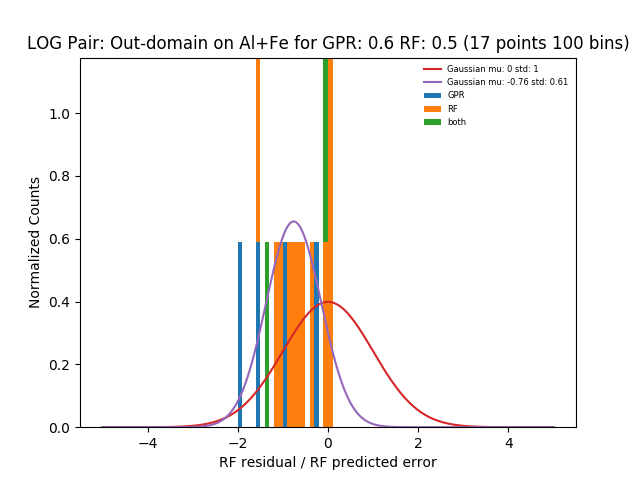 LOG Pair: Out-domain on Al+Fe for GPR: 0.6 RF: 0.5 (17 points 100 bins)
Gaussian mu: 0 std: 1
Gaussian mu: -0.76 std: 0.61
GPR
RF
both
Normalized Counts
1.0
0.8
0.6
0.4
0.2
0.0
−4
−2
0
2
4
RF residual / RF predicted error